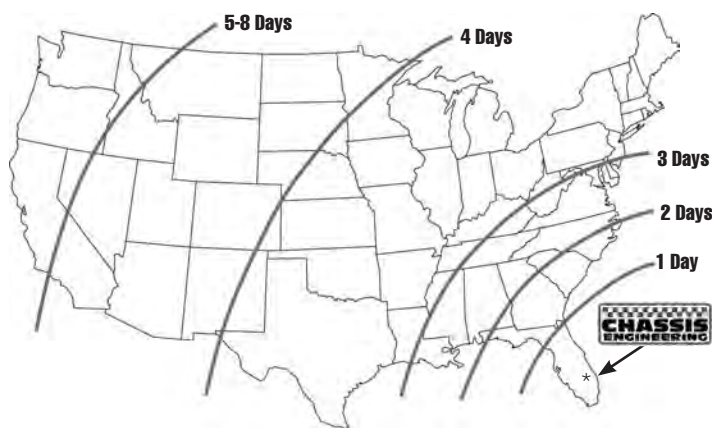 5-8 Days
4 Days
3 Days
2 Days
1 Day
CHASSIS
ENGINEERING
*